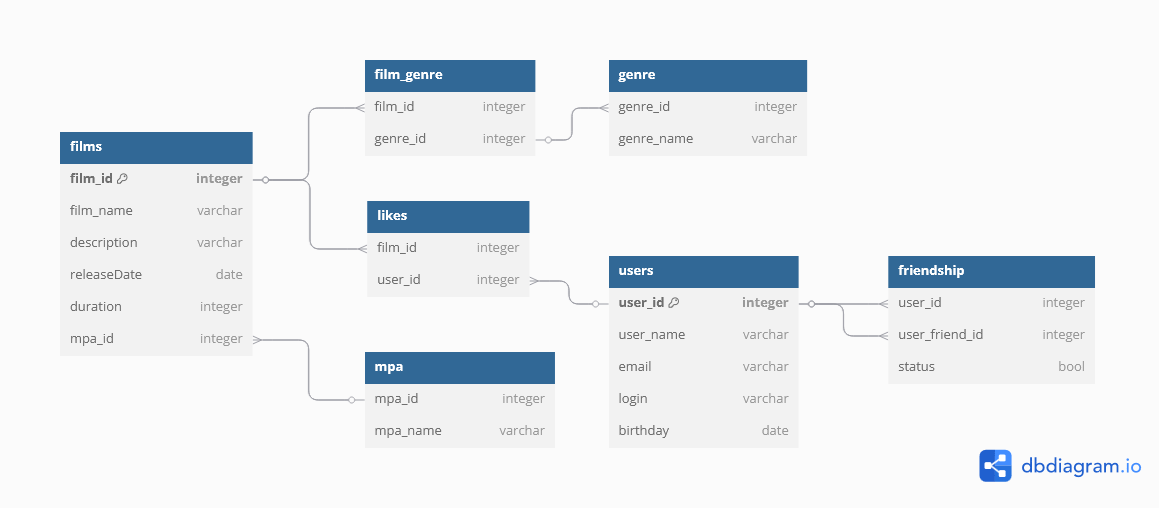 films
film_id integer
film_name varchar
description varchar
releaseDate date
duration integer
mpa_id integer
film_genre
film_id integer
genre_id integer
genre
genre_id integer
genre_name varchar
likes
film_id integer
user_id integer
mpa
mpa_id integer
mpa_name varchar
users
user_id integer
user_name varchar
email varchar
login varchar
birthday date
friendship
user_id integer
user_friend_id integer
status bool
dbdiagram.io